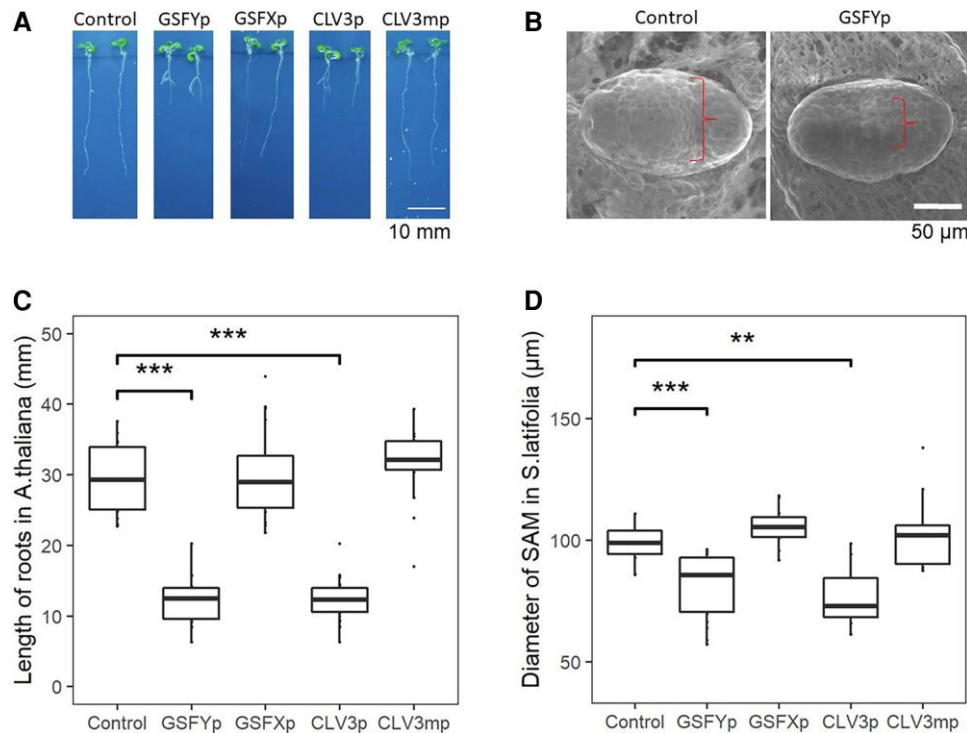 A
Control GSFYp GSFXp CLV3p CLV3mp
10 mm
B
Control GSFYp
50 µm
C
Length of roots in A.thaliana (mm)
50
40
30
20
10
0
***
***
Control GSFYp GSFXp CLV3p CLV3mp
D
Diameter of SAM in S.latifolia (µm)
150
100
50
**
***
Control GSFYp GSFXp CLV3p CLV3mp